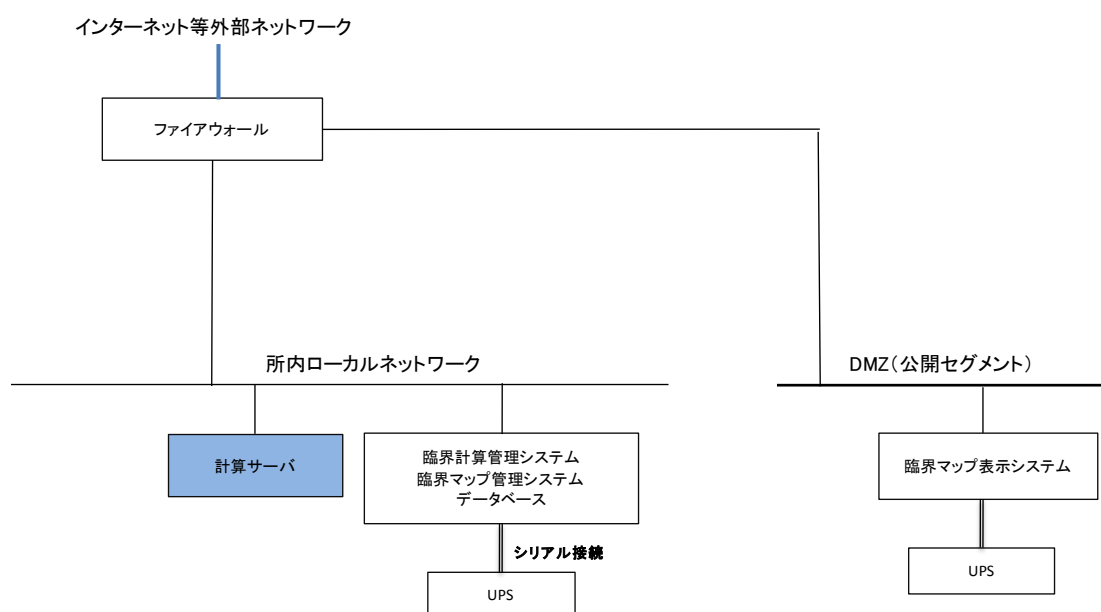 インターネット等外部ネットワーク
ファイアウォール
所内ローカルネットワーク
DMZ(公開セグメント)
計算サーバ
臨界計算管理システム
臨界マップ管理システム
データベース
臨界マップ表示システム
シリアル接続
UPS
UPS